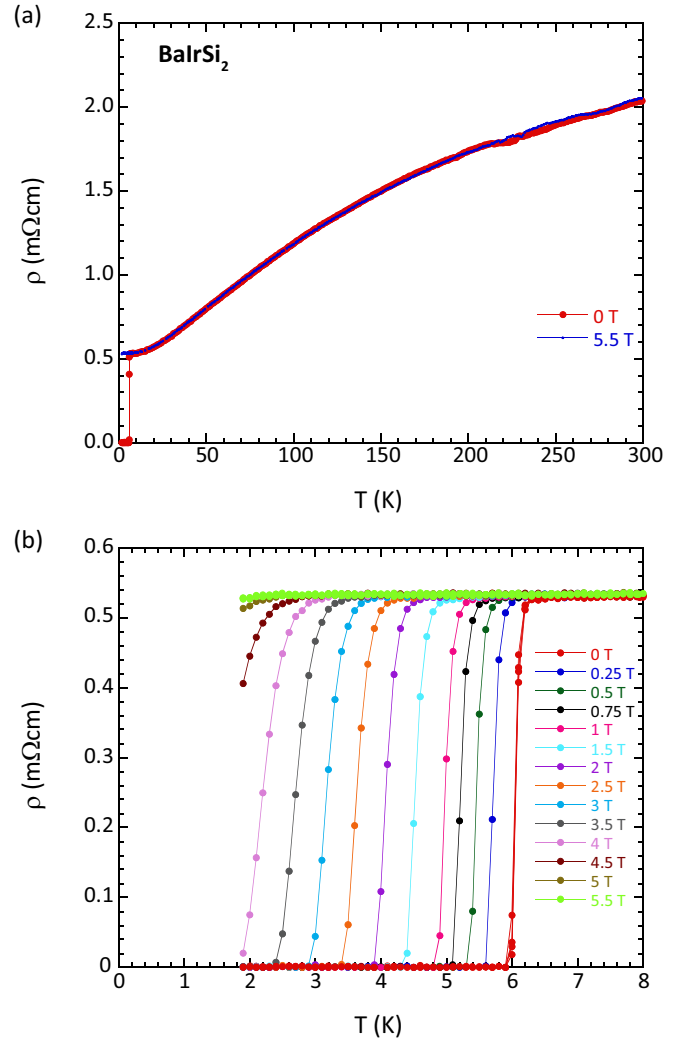 (a)
BaIrSi₂
2.5
2.0
1.5
1.0
0.5
0.0
ρ (mΩcm)
0 T
5.5 T
0 50 100 150 200 250 300
T (K)
(b)
0.6
0.5
0.4
0.3
0.2
0.1
0
ρ (mΩcm)
0 T
0.25 T
0.5 T
0.75 T
1 T
1.5 T
2 T
2.5 T
3 T
3.5 T
4 T
4.5 T
5 T
5.5 T
0 1 2 3 4 5 6 7 8
T (K)